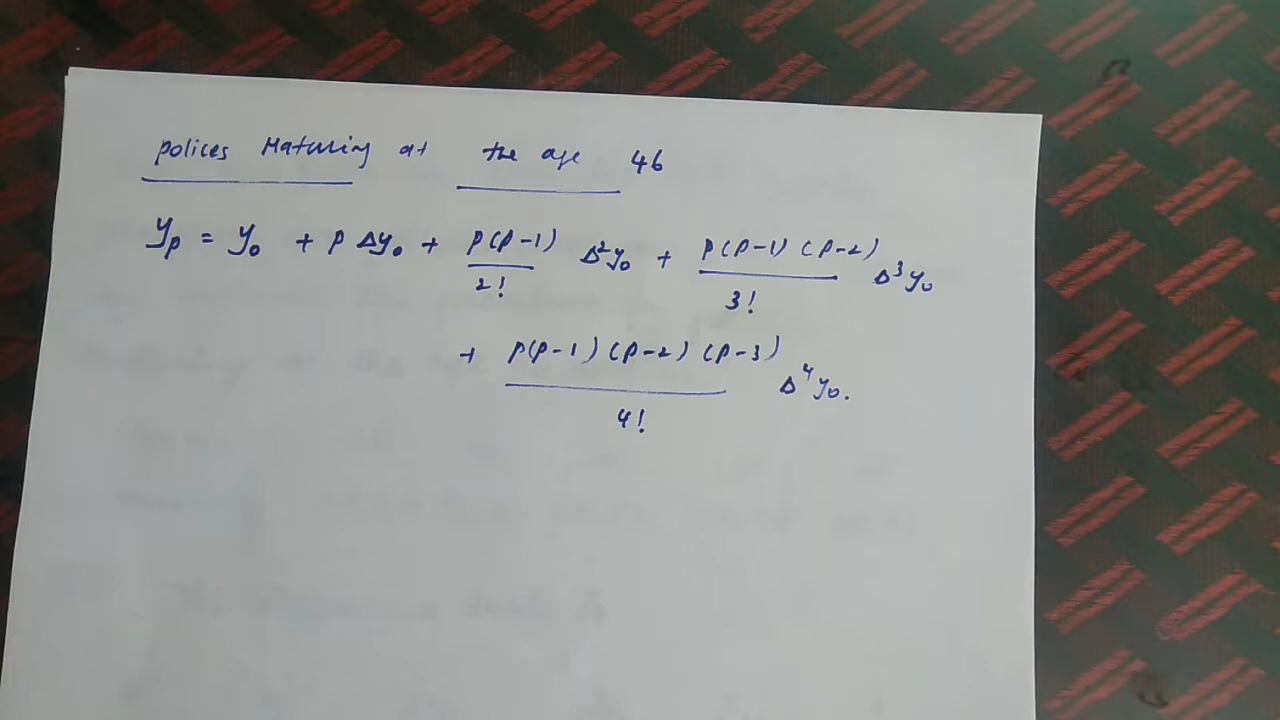 polices Maturing at the age 46
yₚ = y₀ + P Δy₀ + P(P-1)/2! Δ²y₀ + P(P-1)(P-2)/3! Δ³y₀
+ P(P-1)(P-2)(P-3)/4! Δ⁴y₀.